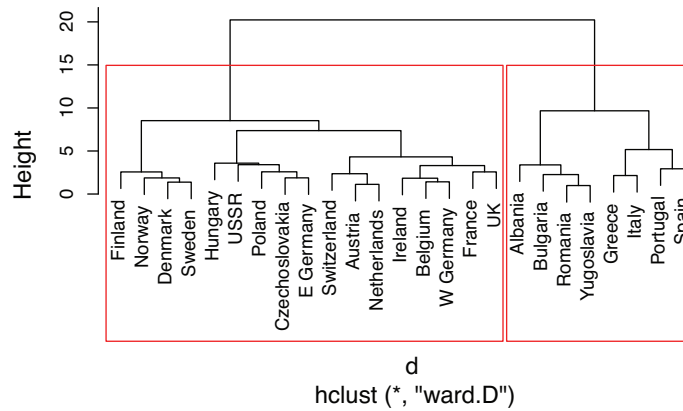 Height
20
15
10
5
0
Finland
Norway
Denmark
Sweden
Hungary
USSR
Poland
Czechoslovakia
E Germany
Switzerland
Austria
Netherlands
Ireland
Belgium
W Germany
France
UK
Albania
Bulgaria
Romania
Yugoslavia
Greece
Italy
Portugal
Spain
d
hclust (*, "ward.D")